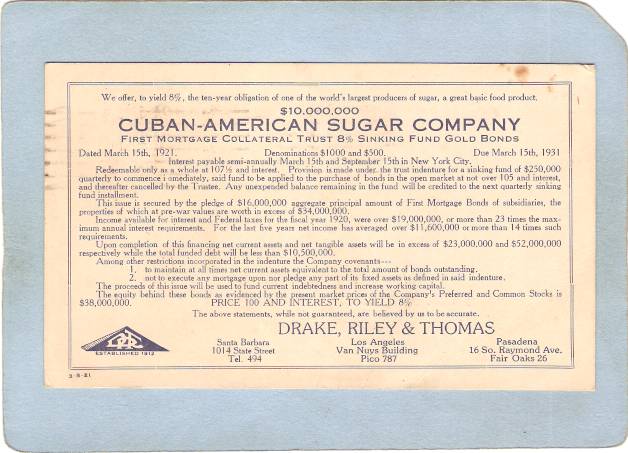 We offer, to yield 8%, the ten-year obligation of one of the world's largest producers of sugar, a great basic food product.
$10,000,000
CUBAN-AMERICAN SUGAR COMPANY
FIRST MORTGAGE COLLATERAL TRUST 8% SINKING FUND GOLD BONDS
Dated March 15th, 1921. Denominations $1000 and $500. Due March 15th, 1931
Interest payable semi-annually March 15th and September 15th in New York City.
Redeemable only as a whole at 107½ and interest. Provision is made under the trust indenture for a sinking fund of $250,000
quarterly to commence i omediately, said fund to be applied to the purchase of bonds in the open market at not over 105 and interest,
and thereafter cancelled by the Trustee. Any unexpended balance remaining in the fund will be credited to the next quarterly sinking
fund installment.
This issue is secured by the pledge of $16,000,000 aggregate principal amount of First Mortgage Bonds of subsidiaries, the
properties of which at pre-war values are worth in excess of $34,000,000.
Income available for interest and Federal taxes for the fiscal year 1920, were over $19,000,000, or more than 23 times the max-
imum annual interest requirements. For the last five years net income has averaged over $11,600,000 or more than 14 times such
requirements.
Upon completion of this financing net current assets and net tangible assets will be in excess of $23,000,000 and $52,000,000
respectively while the total funded debt will be less than $10,500,000.
Among other restrictions incorporated in the indenture the Company covenants---
1. to maintain at all times net current assets equivalent to the total amount of bonds outstanding.
2. not to execute any mortgage upon nor pledge any part of its fixed assets as defined in said indenture.
The proceeds of this issue will be used to fund current indebtedness and increase working capital.
The equity behind these bonds as evidenced by the present market prices of the Company's Preferred and Common Stocks is
$38,000,000. PRICE 100 AND INTEREST, TO YIELD 8%
The above statements, while not guaranteed, are believed by us to be accurate.
DRAKE, RILEY & THOMAS
ESTABLISHED 1912
Santa Barbara Los Angeles Pasadena
1014 State Street Van Nuys Building 16 So. Raymond Ave.
Tel. 494 Pico 787 Fair Oaks 26
3-8-21